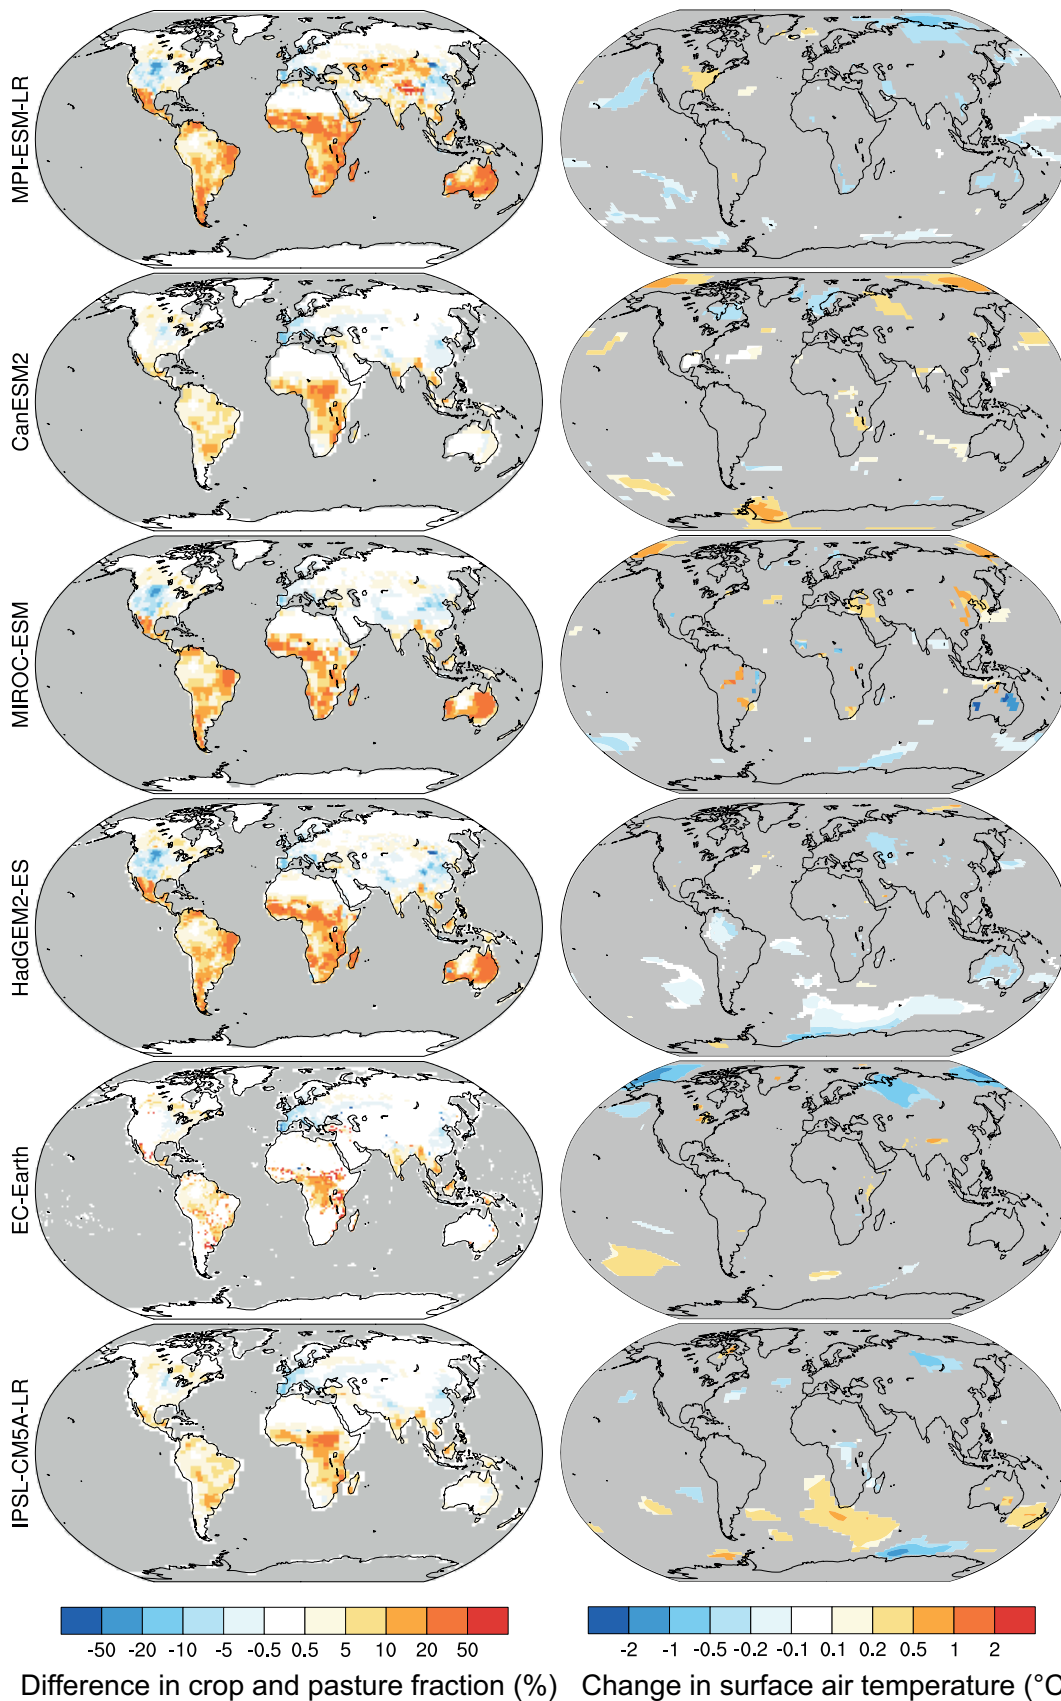 MPI-ESM-LR
CanESM2
MIROC-ESM
HadGEM2-ES
EC-Earth
IPSL-CM5A-LR
-50 -20 -10 -5 -0.5 0.5 5 10 20 50
Difference in crop and pasture fraction (%)
-2 -1 -0.5 -0.2 -0.1 0.1 0.2 0.5 1 2
Change in surface air temperature (°C